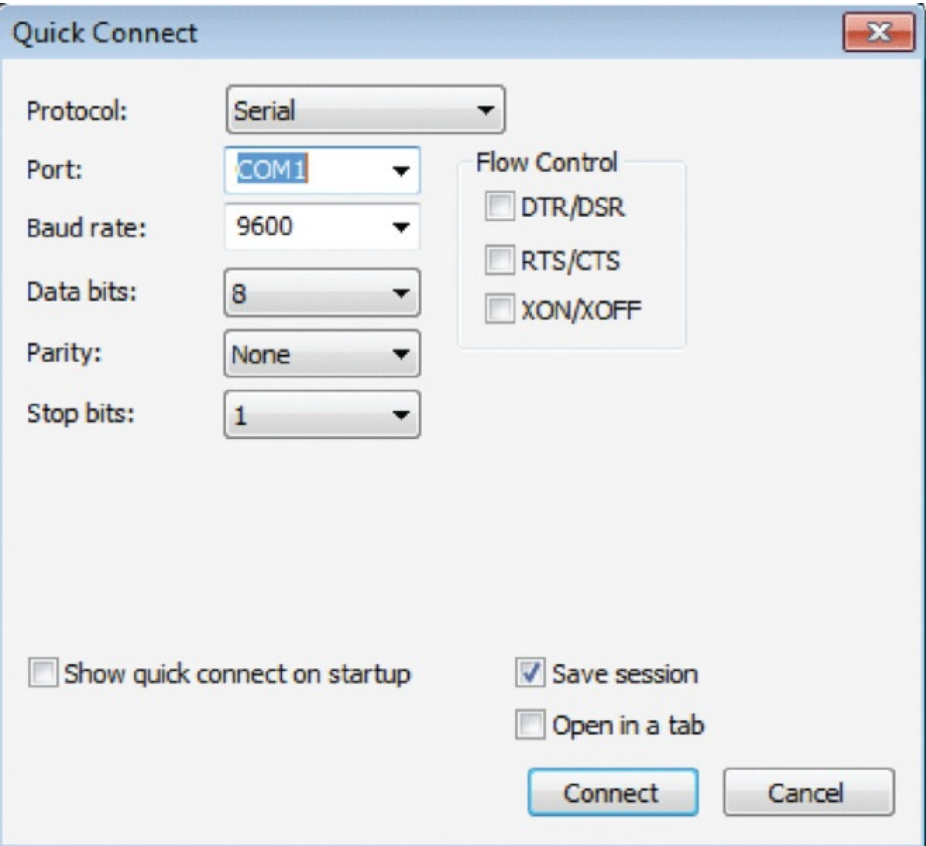 Quick Connect
Protocol: Serial
Port: COM1
Flow Control
DTR/DSR
Baud rate: 9600
RTS/CTS
Data bits: 8
XON/XOFF
Parity: None
Stop bits: 1
Show quick connect on startup
Save session
Open in a tab
Connect
Cancel